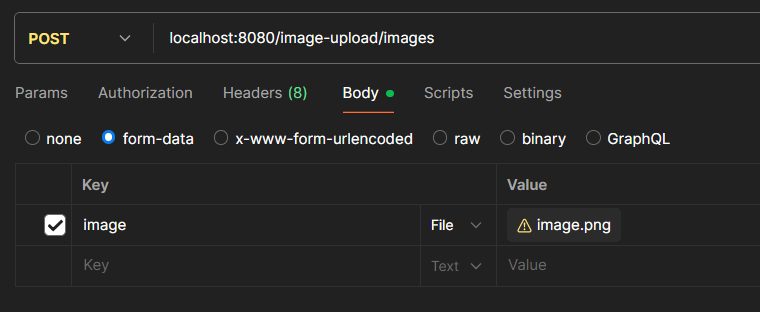 POST localhost:8080/image-upload/images
Params Authorization Headers (8) Body Scripts Settings
none form-data x-www-form-urlencoded raw binary GraphQL
Key Value
image File image.png
Key Text Value